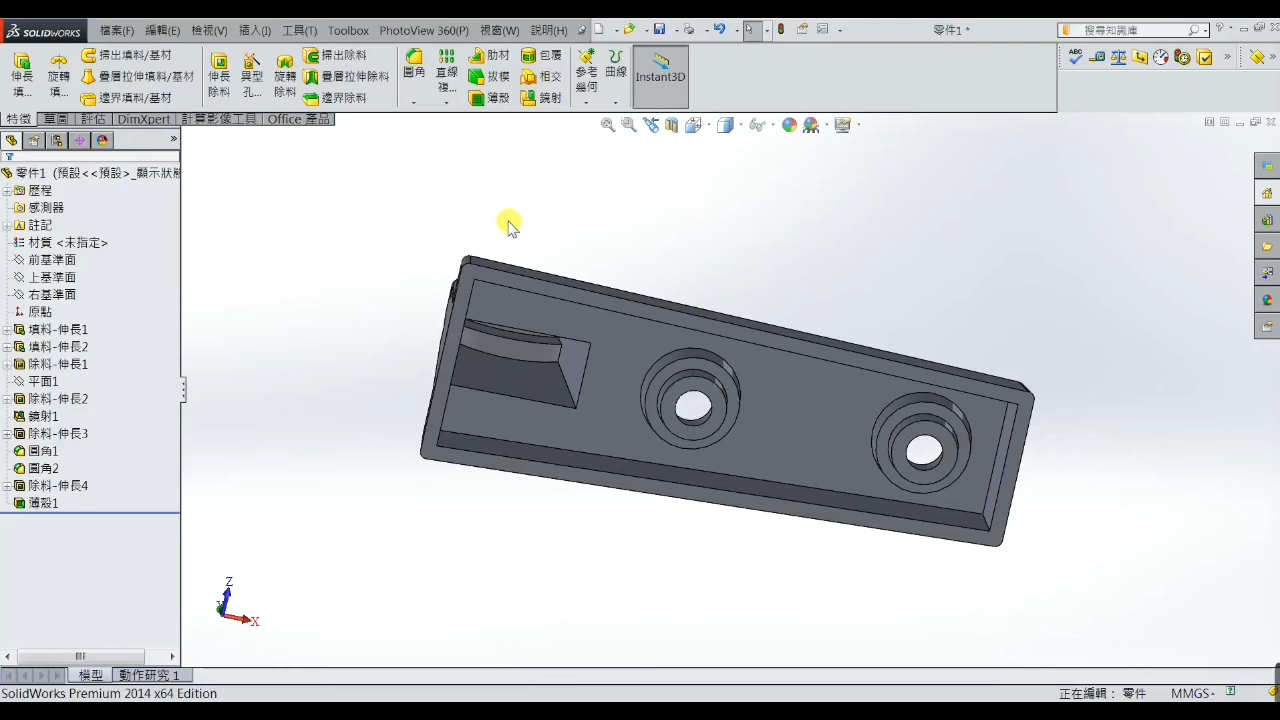 SOLIDWORKS 檔案(F) 編輯(E) 檢視(V) 插入(I) 工具(T) Toolbox PhotoView 360(P) 視窗(W) 說明(H) 零件1 * 搜尋知識庫
伸長填... 旋轉填... 掃出填料/基材 疊層拉伸填料/基材 邊界填料/基材
伸長除料 異型孔... 旋轉除料 掃出除料 疊層拉伸除料 邊界除料
圓角 直線複... 肋材 拔模 薄殼 包覆 相交 鏡射 參考幾何 曲線 Instant3D
特徵 草圖 評估 DimXpert 計算影像工具 Office 產品
零件1 (預設<<預設>_顯示狀態
歷程
感測器
註記
材質 <未指定>
前基準面
上基準面
右基準面
原點
填料-伸長1
填料-伸長2
除料-伸長1
平面1
除料-伸長2
鏡射1
除料-伸長3
圓角1
圓角2
除料-伸長4
薄殼1
Z
Y
X
模型 動作研究 1
SolidWorks Premium 2014 x64 Edition 正在編輯： 零件 MMGS